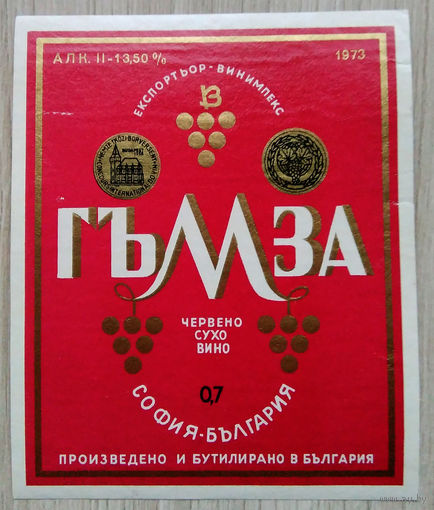 АЛК. 11-13,50 %
1973
ЕКСПОРТЬОР - ВИНИМПЕКС
ГЪМЗА
ЧЕРВЕНО
СУХО
ВИНО
0,7
СОФИЯ-БЪЛГАРИЯ
ПРОИЗВЕДЕНО И БУТИЛИРАНО В БЪЛГАРИЯ